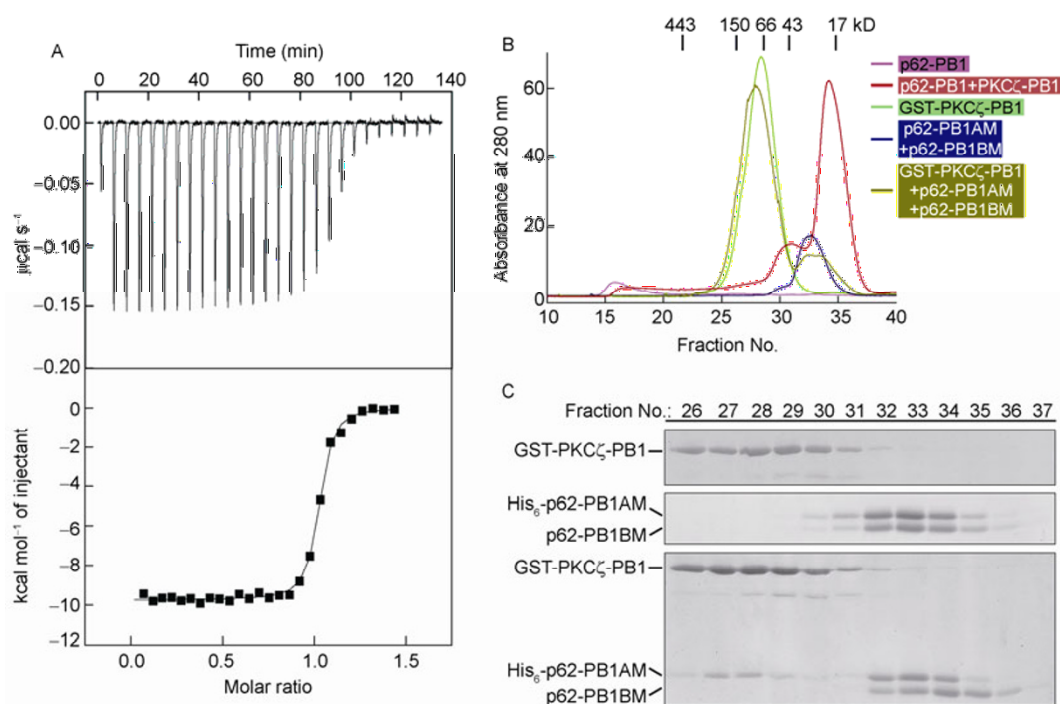 A
Time (min)
0 20 40 60 80 100 120 140
0.00
−0.05
−0.10
−0.15
−0.20
μcall s⁻⁴
0
−2
−4
−6
−8
−10
−12
kcal mol⁻¹ of injectant
0.0 0.5 1.0 1.5
Molar ratio
B
443 150 66 43 17 kD
60
40
20
0
Absorbance at 280 nm
10 15 20 25 30 35 40
Fraction No.
p62-PB1
p62-PB1+PKCζ-PB1
GST-PKCζ-PB1
p62-PB1AM
+p62-PB1BM
GST-PKCζ-PB1
+p62-PB1AM
+p62-PB1BM
C
Fraction No.: 26 27 28 29 30 31 32 33 34 35 36 37
GST-PKCζ-PB1
His₆-p62-PB1AM
p62-PB1BM
GST-PKCζ-PB1
His₆-p62-PB1AM
p62-PB1BM